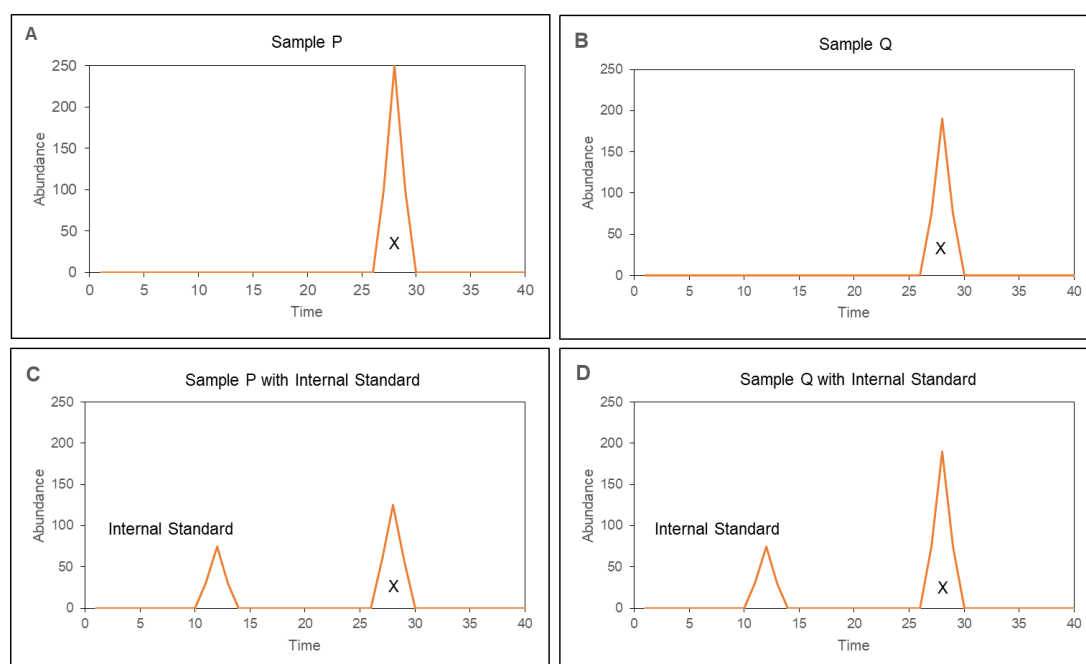 A
Sample P
250
200
150
100
50
0
Abundance
X
0 5 10 15 20 25 30 35 40
Time
B
Sample Q
250
200
150
100
50
0
Abundance
X
0 5 10 15 20 25 30 35 40
Time
C
Sample P with Internal Standard
250
200
150
100
50
0
Abundance
Internal Standard
X
0 5 10 15 20 25 30 35 40
Time
D
Sample Q with Internal Standard
250
200
150
100
50
0
Abundance
Internal Standard
X
0 5 10 15 20 25 30 35 40
Time